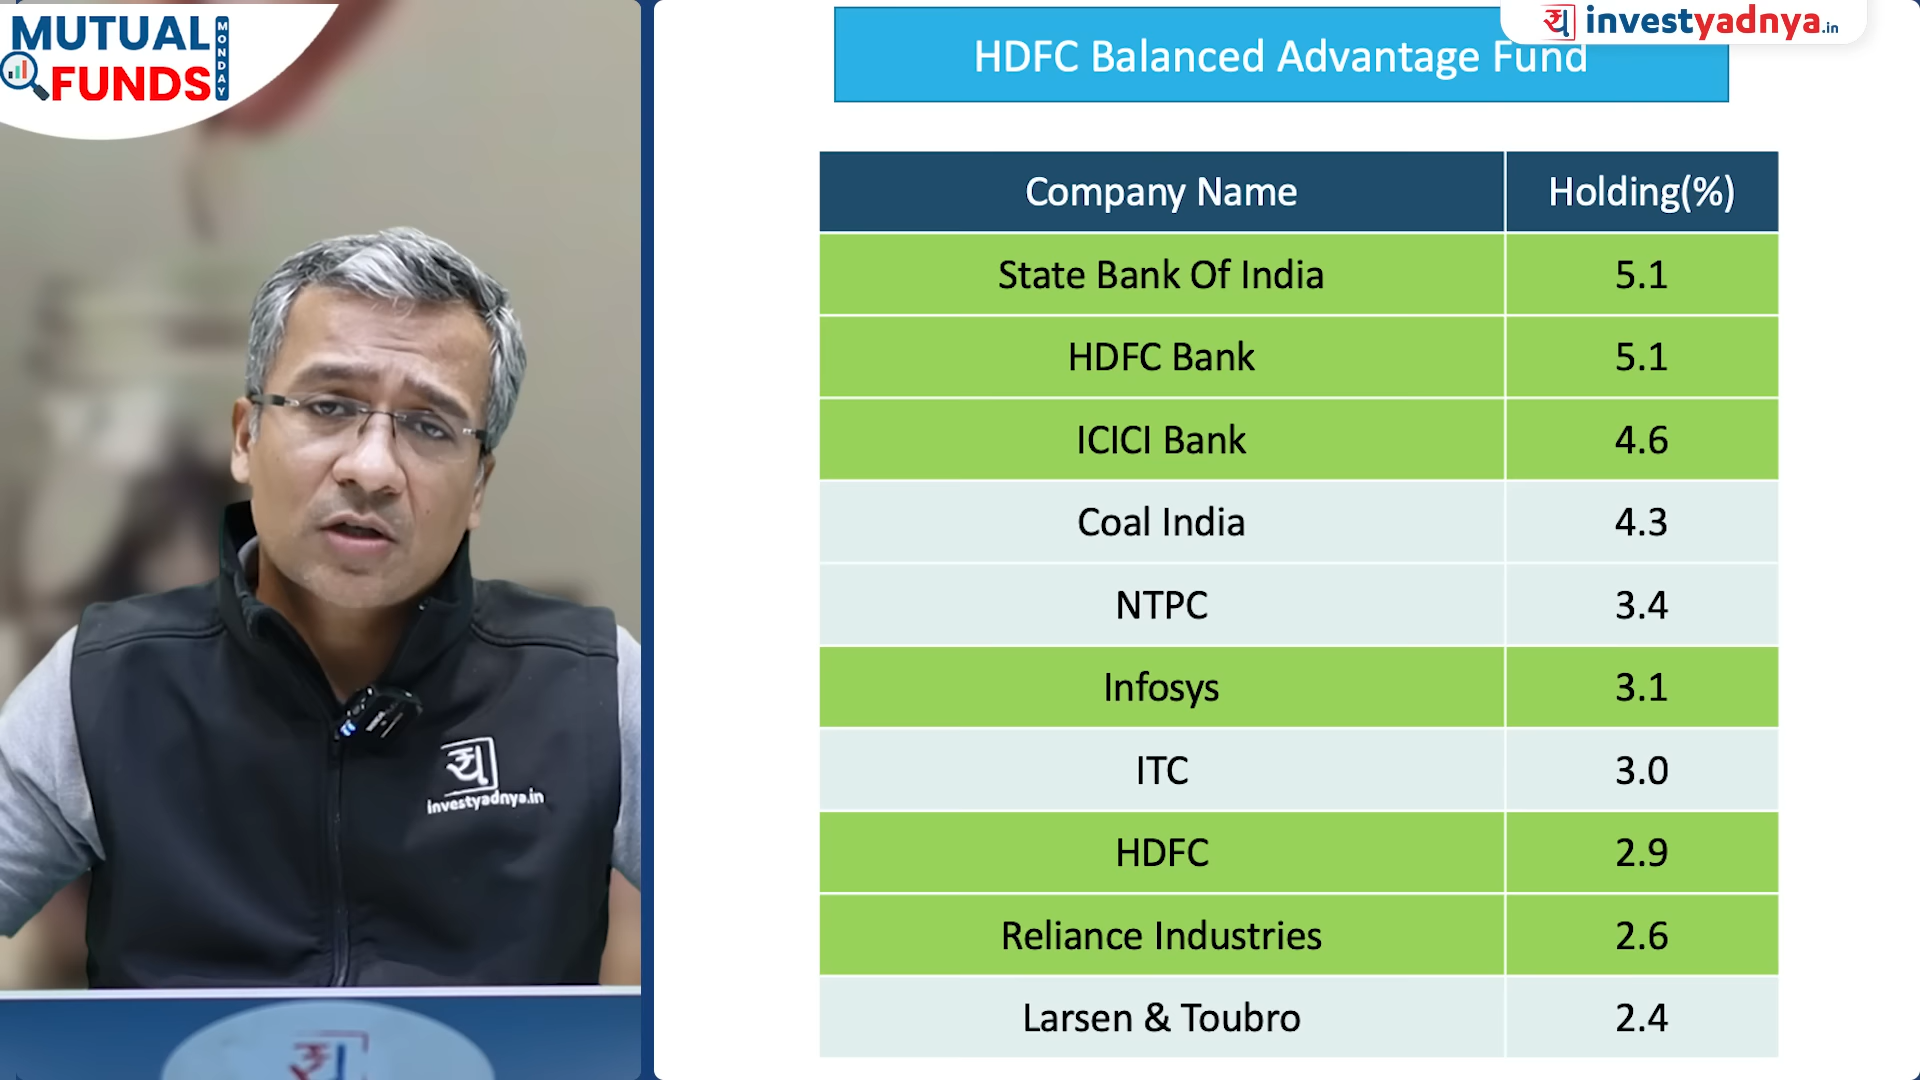 MUTUAL
FUNDS
MONDAY
investyadnya.in
HDFC Balanced Advantage Fund
Company Name Holding(%)
State Bank Of India 5.1
HDFC Bank 5.1
ICICI Bank 4.6
Coal India 4.3
NTPC 3.4
Infosys 3.1
ITC 3.0
HDFC 2.9
Reliance Industries 2.6
Larsen & Toubro 2.4
investyadnya.in